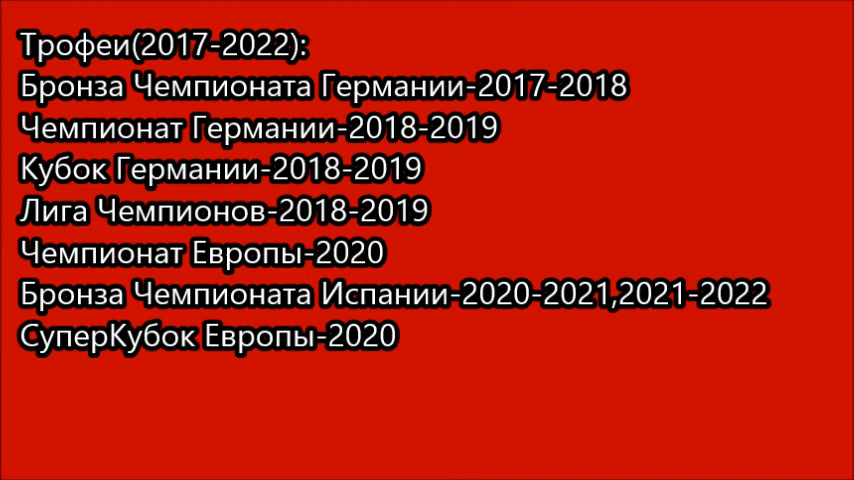 Трофеи(2017-2022):
Бронза Чемпионата Германии-2017-2018
Чемпионат Германии-2018-2019
Кубок Германии-2018-2019
Лига Чемпионов-2018-2019
Чемпионат Европы-2020
Бронза Чемпионата Испании-2020-2021,2021-2022
СуперКубок Европы-2020